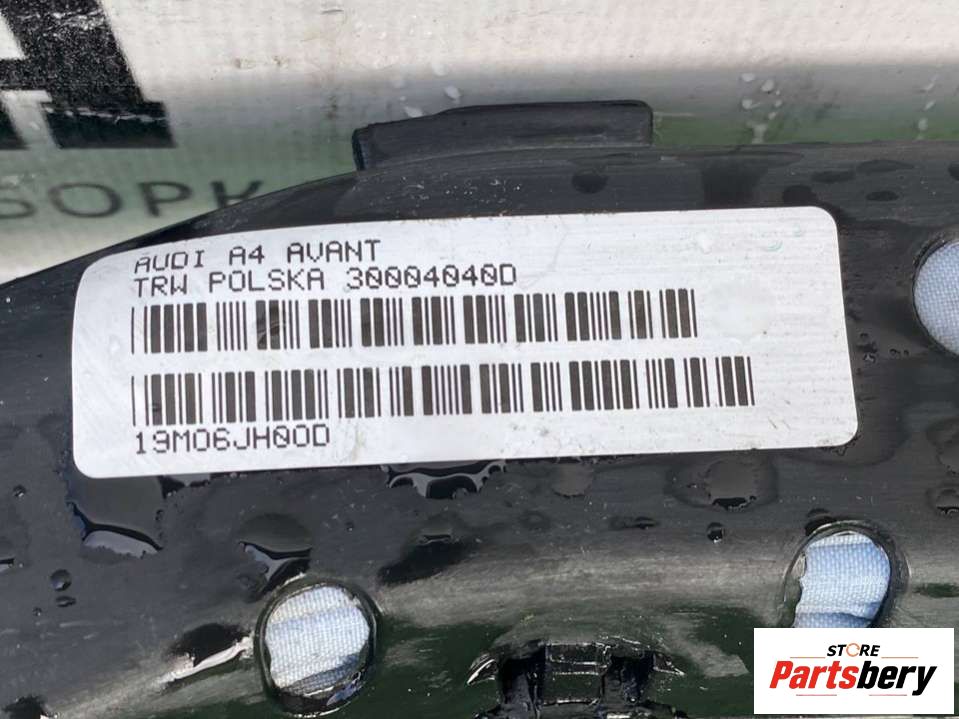 AUDI A4 AVANT
TRW POLSKA 30004040D
19M06JH00D
STORE
Partsbery